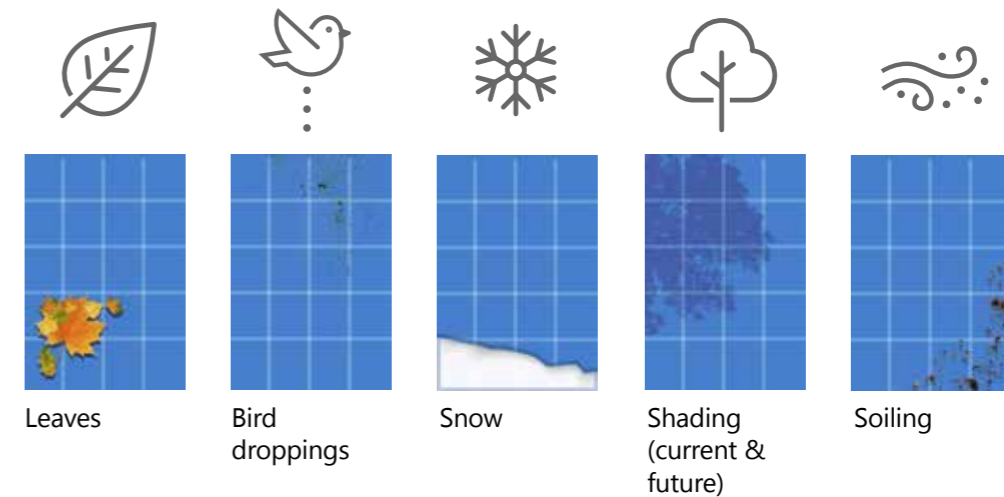 Leaves
Bird
droppings
Snow
Shading
(current &
future)
Soiling